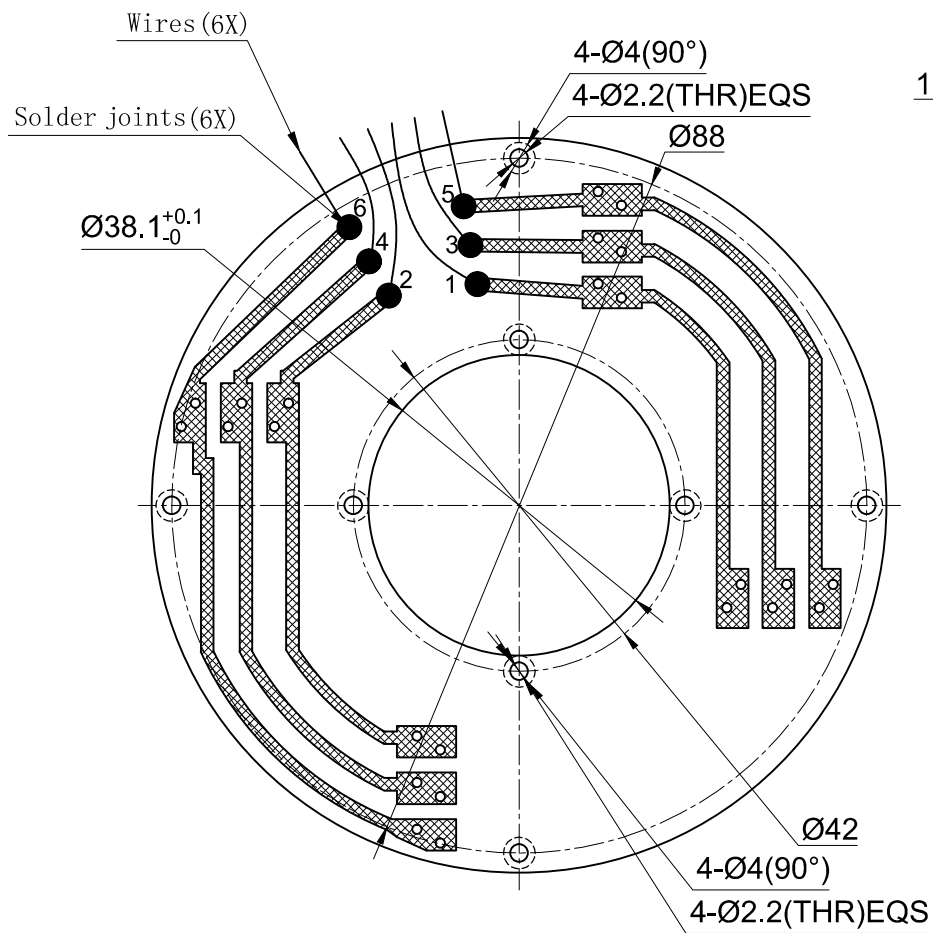 Wires(6X)
4-Ø4(90°)
1
4-Ø2.2(THR)EQS
Solder joints(6X)
Ø88
5
6
Ø38.1+0.1
-0
3
4
1
2
Ø42
4-Ø4(90°)
4-Ø2.2(THR)EQS